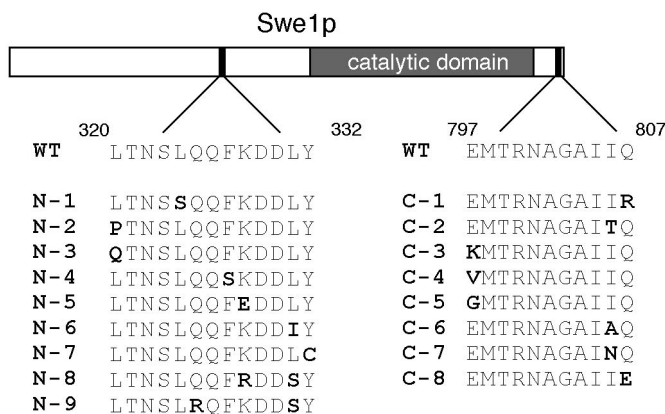 Swe1p
catalytic domain
320 332 797 807
WT LTNSLQQFKDDLY WT EMTRNAGAIIQ
N-1 LTNSSQQFKDDLY C-1 EMTRNAGAIIR
N-2 PTNSLQQFKDDLY C-2 EMTRNAGAITQ
N-3 QTNSLQQFKDDLY C-3 KMTRNAGAIIQ
N-4 LTNSLQQSKDDLY C-4 VMTRNAGAIIQ
N-5 LTNSLQQFEDDLY C-5 GMTRNAGAIIQ
N-6 LTNSLQQFKDDIY C-6 EMTRNAGAIAQ
N-7 LTNSLQQFKDDLC C-7 EMTRNAGAINQ
N-8 LTNSLQQFRDDSY C-8 EMTRNAGAIIE
N-9 LTNSLRQFKDDSY